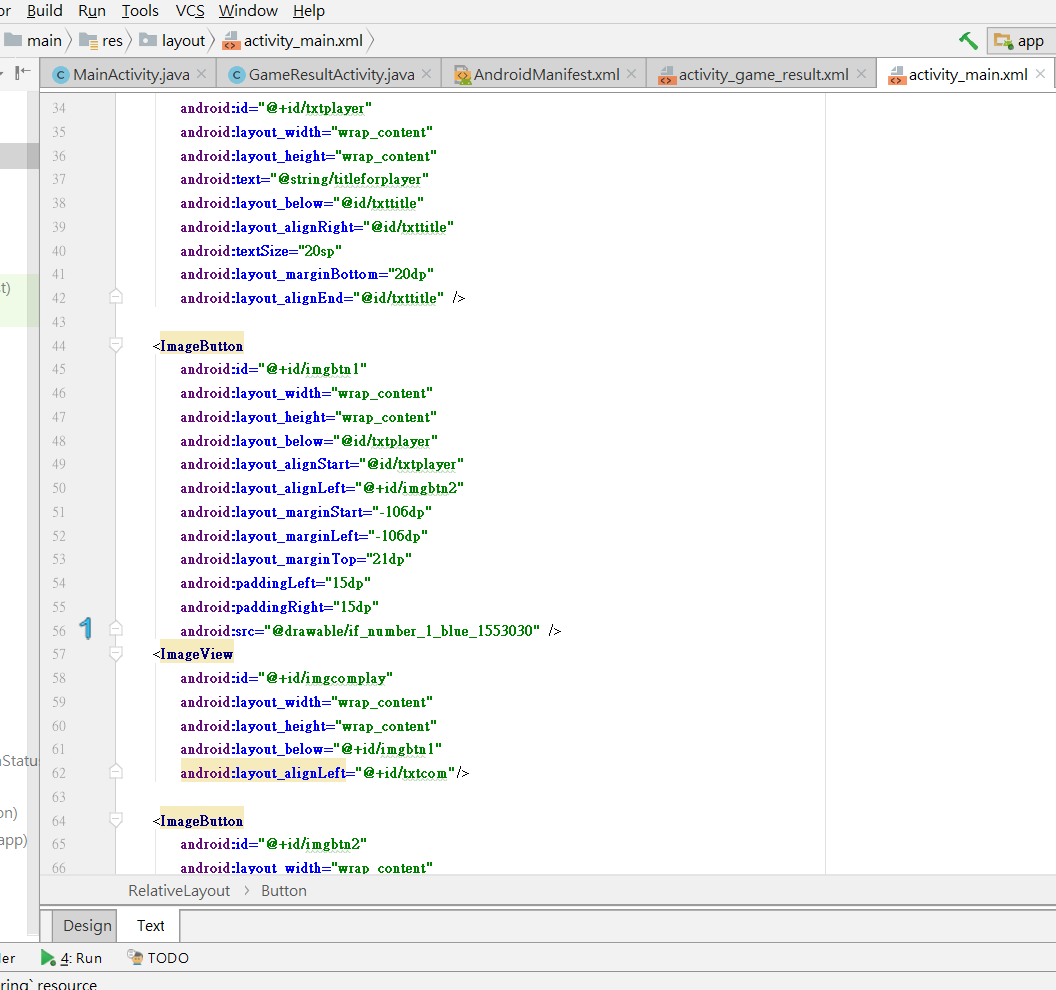 or Build Run Tools VCS Window Help
main res layout activity_main.xml app
MainActivity.java GameResultActivity.java AndroidManifest.xml activity_game_result.xml activity_main.xml
34 android:id="@+id/txtplayer"
35 android:layout_width="wrap_content"
36 android:layout_height="wrap_content"
37 android:text="@string/titleforplayer"
38 android:layout_below="@id/txttitle"
39 android:layout_alignRight="@id/txttitle"
40 android:textSize="20sp"
41 android:layout_marginBottom="20dp"
t)
42 android:layout_alignEnd="@id/txttitle" />
43
44 <ImageButton
45 android:id="@+id/imgbtn1"
46 android:layout_width="wrap_content"
47 android:layout_height="wrap_content"
48 android:layout_below="@id/txtplayer"
49 android:layout_alignStart="@id/txtplayer"
50 android:layout_alignLeft="@+id/imgbtn2"
51 android:layout_marginStart="-106dp"
52 android:layout_marginLeft="-106dp"
53 android:layout_marginTop="21dp"
54 android:paddingLeft="15dp"
55 android:paddingRight="15dp"
56 1 android:src="@drawable/if_number_1_blue_1553030" />
57 <ImageView
58 android:id="@+id/imgcomplay"
59 android:layout_width="wrap_content"
60 android:layout_height="wrap_content"
61 android:layout_below="@+id/imgbtn1"
nStatu
62 android:layout_alignLeft="@+id/txtcom"/>
63
on)
64 <ImageButton
app)
65 android:id="@+id/imgbtn2"
66 android:layout_width="wrap_content"
RelativeLayout > Button
Design Text
ler 4: Run TODO
ring` resource